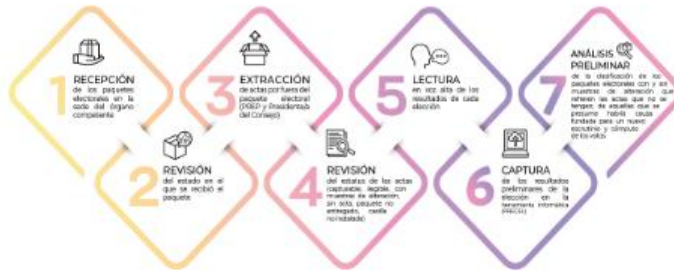 1
RECEPCIÓN
de los paquetes
electorales en la
sede del órgano
competente
2
REVISIÓN
del estado en el
que se recibió el
paquete
3
EXTRACCIÓN
de actas por fuera del
paquete electoral
(PREP y Presidente/a
del Consejo)
4
REVISIÓN
del estatus de las actas
(capturable, ilegible, con
muestras de alteración,
sin acta, paquete no
entregado, casilla
no instalada)
5
LECTURA
en voz alta de los
resultados de cada
elección
6
CAPTURA
de los resultados
preliminares de la
elección en la
herramienta informática
7
ANÁLISIS
PRELIMINAR
de la clasificación de los
paquetes electorales con y sin
muestras de alteración que
refieren las actas que no se
tengan, de aquellas que se
presume habría causa
fundada para un nuevo
escrutinio y cómputo
de los votos